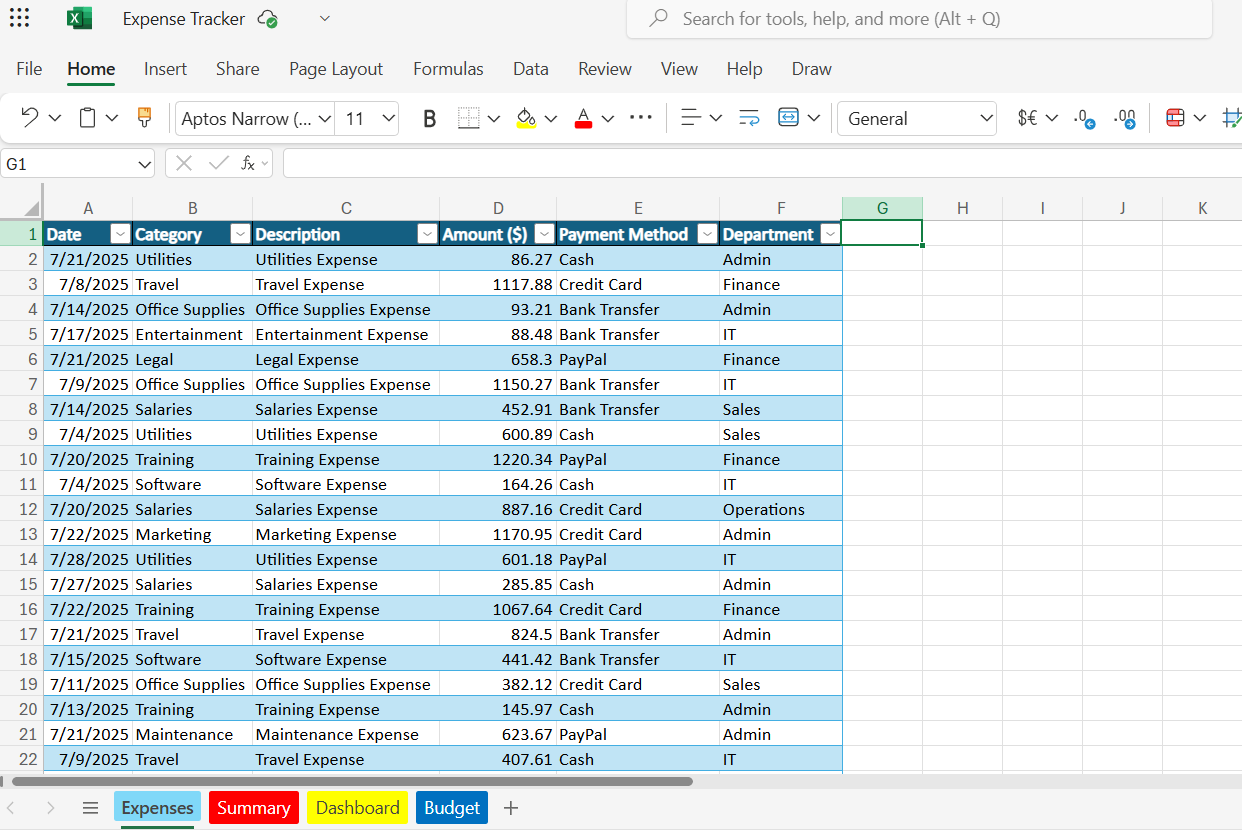 Expense Tracker
Search for tools, help, and more (Alt + Q)
File Home Insert Share Page Layout Formulas Data Review View Help Draw
Aptos Narrow (... 11 B A General $€ .0 .00
G1 fx
A B C D E F G H I J K
1 Date Category Description Amount ($) Payment Method Department
2 7/21/2025 Utilities Utilities Expense 86.27 Cash Admin
3 7/8/2025 Travel Travel Expense 1117.88 Credit Card Finance
4 7/14/2025 Office Supplies Office Supplies Expense 93.21 Bank Transfer Admin
5 7/17/2025 Entertainment Entertainment Expense 88.48 Bank Transfer IT
6 7/21/2025 Legal Legal Expense 658.3 PayPal Finance
7 7/9/2025 Office Supplies Office Supplies Expense 1150.27 Bank Transfer IT
8 7/14/2025 Salaries Salaries Expense 452.91 Bank Transfer Sales
9 7/4/2025 Utilities Utilities Expense 600.89 Cash Sales
10 7/20/2025 Training Training Expense 1220.34 PayPal Finance
11 7/4/2025 Software Software Expense 164.26 Cash IT
12 7/20/2025 Salaries Salaries Expense 887.16 Credit Card Operations
13 7/22/2025 Marketing Marketing Expense 1170.95 Credit Card Admin
14 7/28/2025 Utilities Utilities Expense 601.18 PayPal IT
15 7/27/2025 Salaries Salaries Expense 285.85 Cash Admin
16 7/22/2025 Training Training Expense 1067.64 Credit Card Finance
17 7/21/2025 Travel Travel Expense 824.5 Bank Transfer Admin
18 7/15/2025 Software Software Expense 441.42 Bank Transfer IT
19 7/11/2025 Office Supplies Office Supplies Expense 382.12 Credit Card Sales
20 7/13/2025 Training Training Expense 145.97 Cash Admin
21 7/21/2025 Maintenance Maintenance Expense 623.67 PayPal Admin
22 7/9/2025 Travel Travel Expense 407.61 Cash IT
Expenses Summary Dashboard Budget